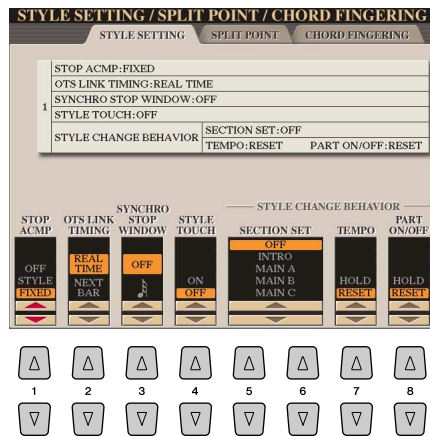 STYLE SETTING / SPLIT POINT / CHORD FINGERING
STYLE SETTING SPLIT POINT CHORD FINGERING
1
STOP ACMP:FIXED
OTS LINK TIMING:REAL TIME
SYNCHRO STOP WINDOW:OFF
STYLE TOUCH:OFF
STYLE CHANGE BEHAVIOR
SECTION SET:OFF
TEMPO:RESET PART ON/OFF:RESET
STYLE CHANGE BEHAVIOR
STOP ACMP
OFF
STYLE
FIXED
OTS LINK TIMING
REAL TIME
NEXT BAR
SYNCHRO STOP WINDOW
OFF
STYLE TOUCH
ON
OFF
SECTION SET
OFF
INTRO
MAIN A
MAIN B
MAIN C
TEMPO
HOLD
RESET
PART ON/OFF
HOLD
RESET
1 2 3 4 5 6 7 8